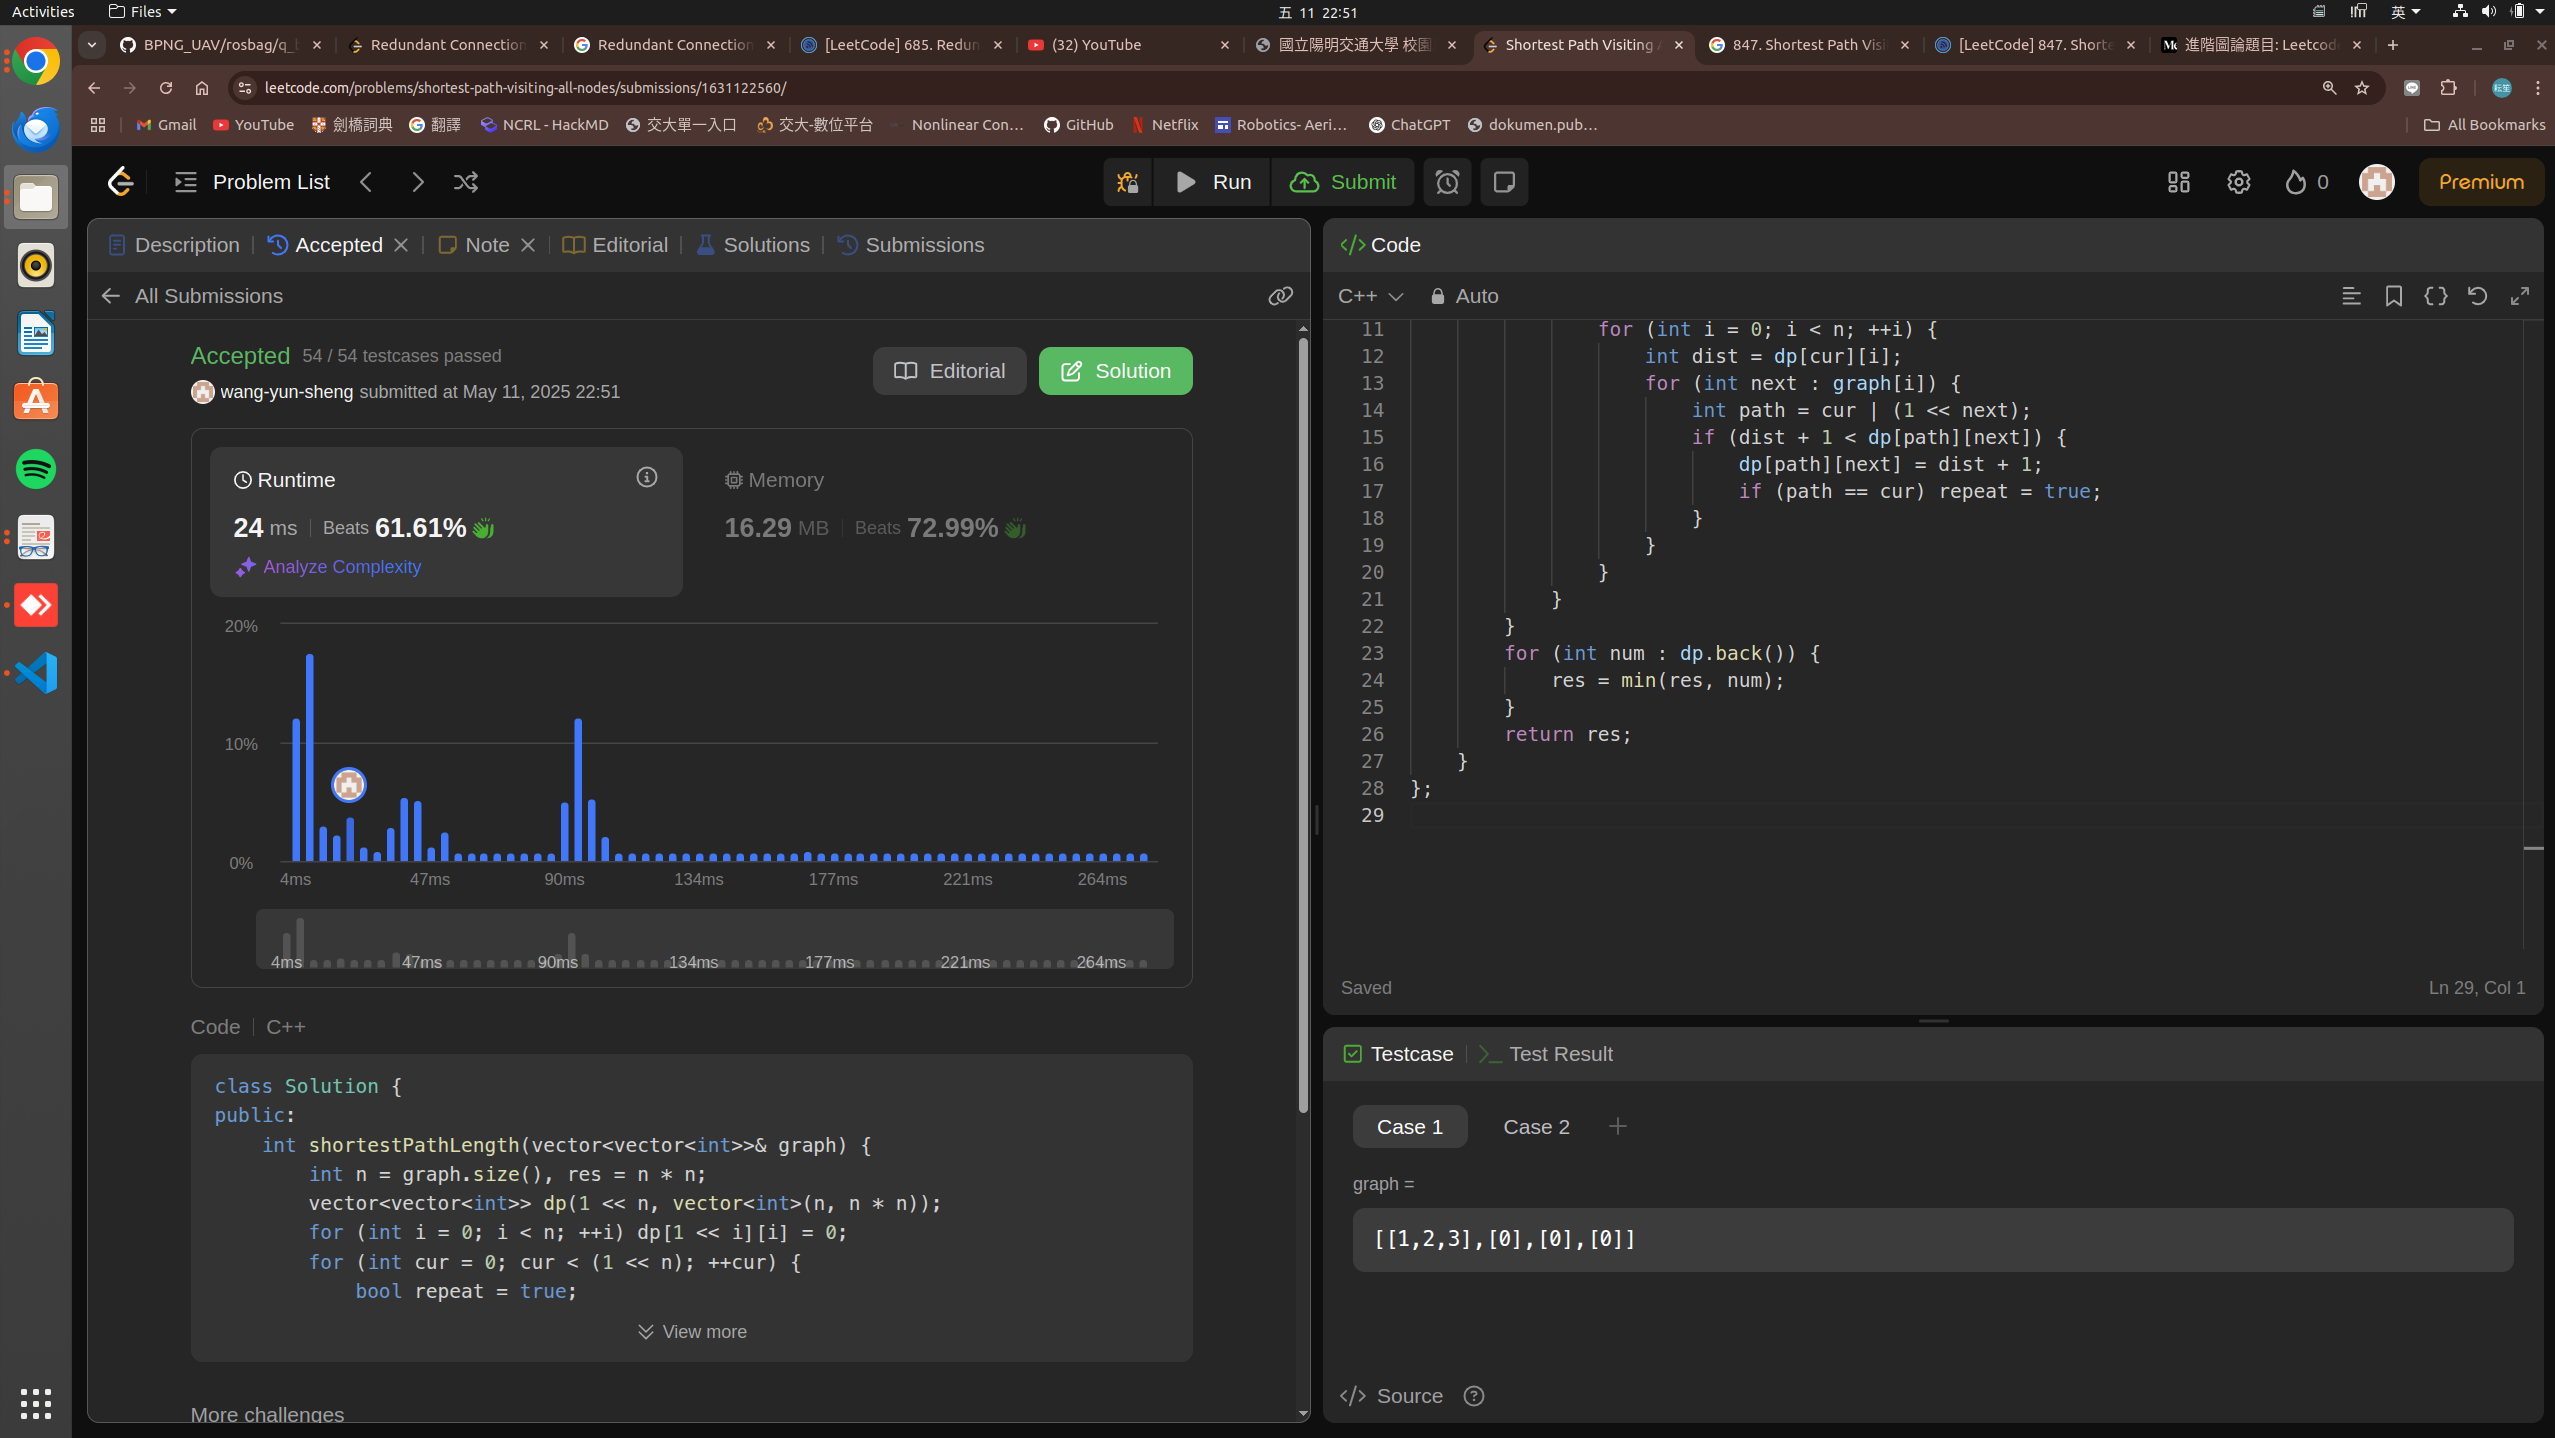 Activities
Files
五 11 22:51
英
BPNG_UAV/rosbag/q_b
Redundant Connection
Redundant Connection
[LeetCode] 685. Redun
(32) YouTube
國立陽明交通大學 校園
Shortest Path Visiting A
847. Shortest Path Visi
[LeetCode] 847. Shorte
進階圖論題目: Leetcode
leetcode.com/problems/shortest-path-visiting-all-nodes/submissions/1631122560/
Gmail
YouTube
劍橋詞典
翻譯
NCRL - HackMD
交大單一入口
交大-數位平台
Nonlinear Con...
GitHub
Netflix
Robotics- Aeri...
ChatGPT
dokumen.pub...
All Bookmarks
Problem List
Run
Submit
0
Premium
Description
Accepted
Note
Editorial
Solutions
Submissions
All Submissions
Accepted 54 / 54 testcases passed
wang-yun-sheng submitted at May 11, 2025 22:51
Editorial
Solution
Runtime
24 ms | Beats 61.61%
Analyze Complexity
Memory
16.29 MB | Beats 72.99%
20%
10%
0%
4ms 47ms 90ms 134ms 177ms 221ms 264ms
4ms 47ms 90ms 134ms 177ms 221ms 264ms
Code | C++
class Solution {
public:
    int shortestPathLength(vector<vector<int>>& graph) {
        int n = graph.size(), res = n * n;
        vector<vector<int>> dp(1 << n, vector<int>(n, n * n));
        for (int i = 0; i < n; ++i) dp[1 << i][i] = 0;
        for (int cur = 0; cur < (1 << n); ++cur) {
            bool repeat = true;
View more
More challenges
Code
C++
Auto
11 for (int i = 0; i < n; ++i) {
12 int dist = dp[cur][i];
13 for (int next : graph[i]) {
14 int path = cur | (1 << next);
15 if (dist + 1 < dp[path][next]) {
16 dp[path][next] = dist + 1;
17 if (path == cur) repeat = true;
18 }
19 }
20 }
21 }
22 }
23 for (int num : dp.back()) {
24 res = min(res, num);
25 }
26 return res;
27 }
28 };
29
Saved
Ln 29, Col 1
Testcase
Test Result
Case 1
Case 2
graph =
[[1,2,3],[0],[0],[0]]
Source